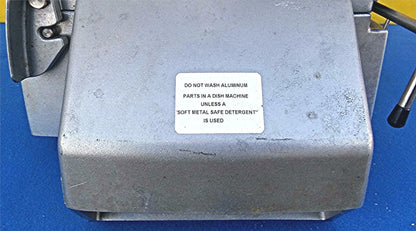 DO NOT WASH ALUMINUM
PARTS IN A DISH MACHINE
UNLESS A
"SOFT METAL SAFE DETERGENT"
IS USED